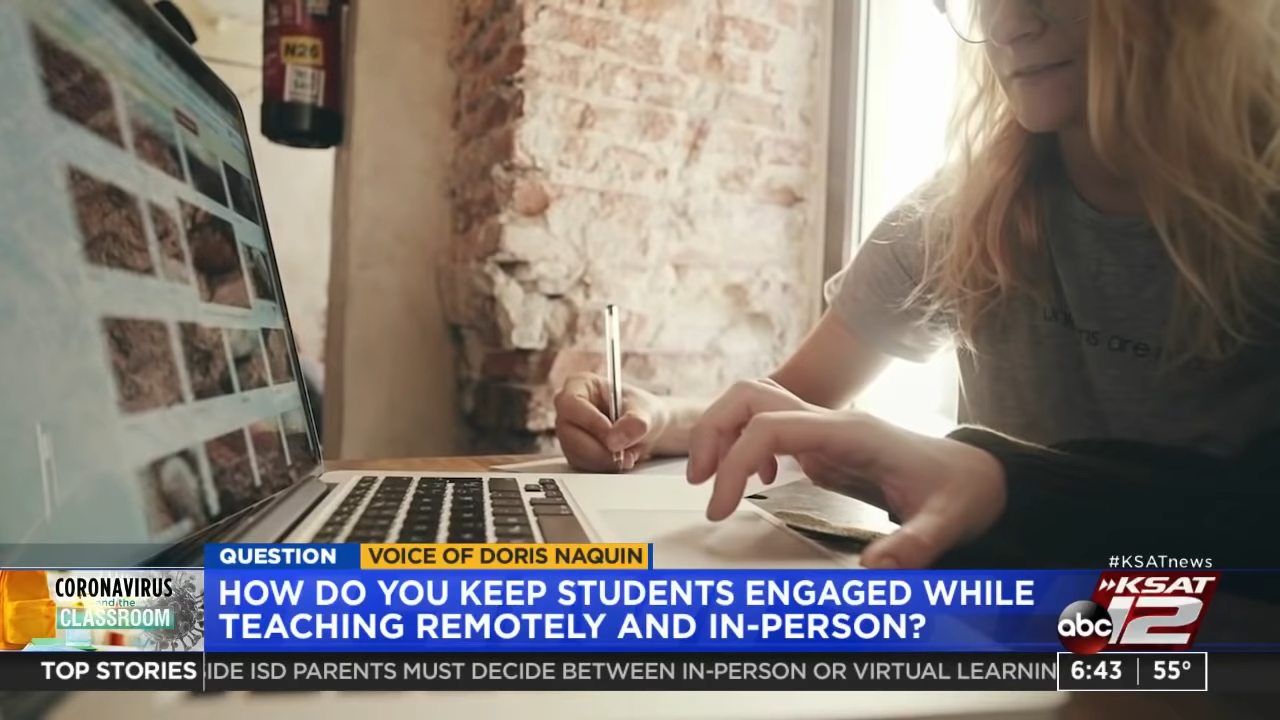 N26
QUESTION
VOICE OF DORIS NAQUIN
#KSATnews
CORONAVIRUS
and the
CLASSROOM
HOW DO YOU KEEP STUDENTS ENGAGED WHILE
TEACHING REMOTELY AND IN-PERSON?
KSAT
abc 12
TOP STORIES
IDE ISD PARENTS MUST DECIDE BETWEEN IN-PERSON OR VIRTUAL LEARNIN
6:43 55°